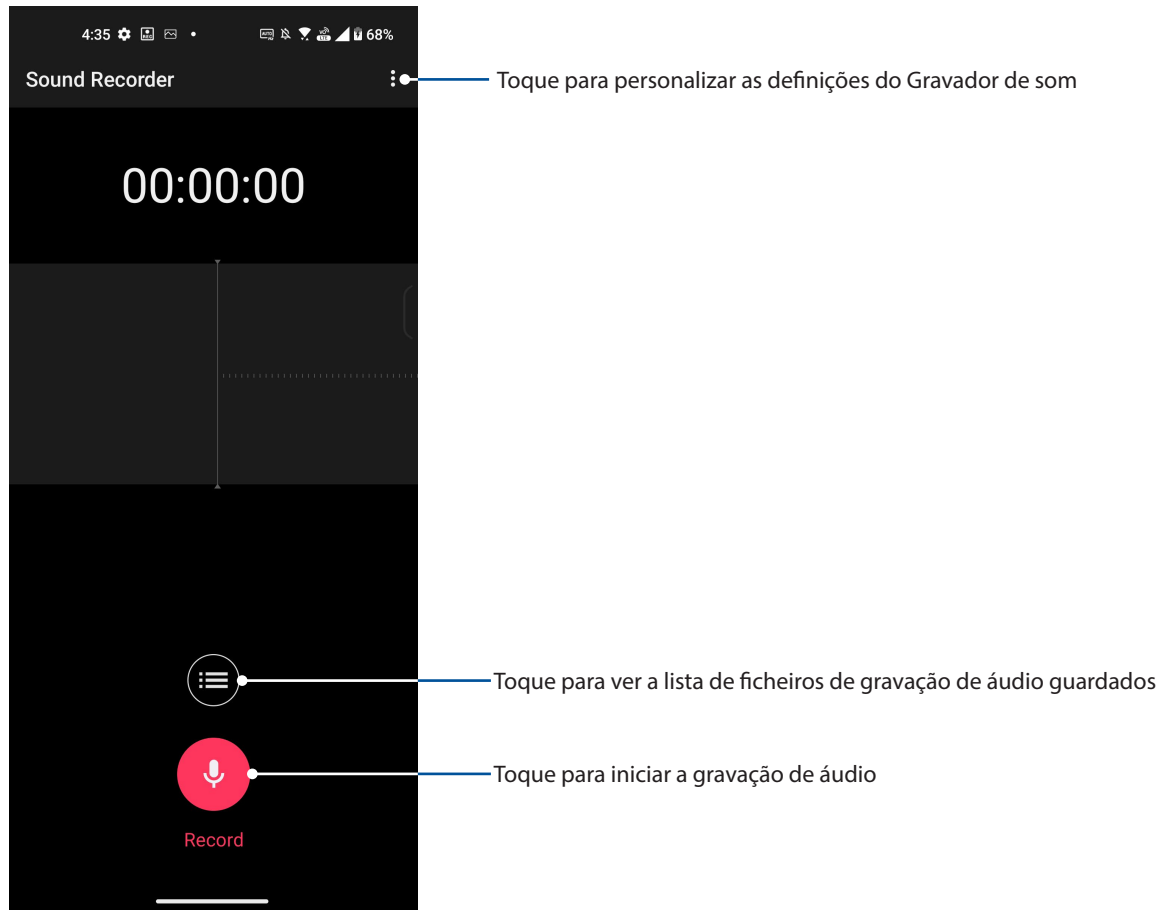 4:35 68%
Sound Recorder
Toque para personalizar as definições do Gravador de som
00:00:00
Toque para ver a lista de ficheiros de gravação de áudio guardados
Toque para iniciar a gravação de áudio
Record